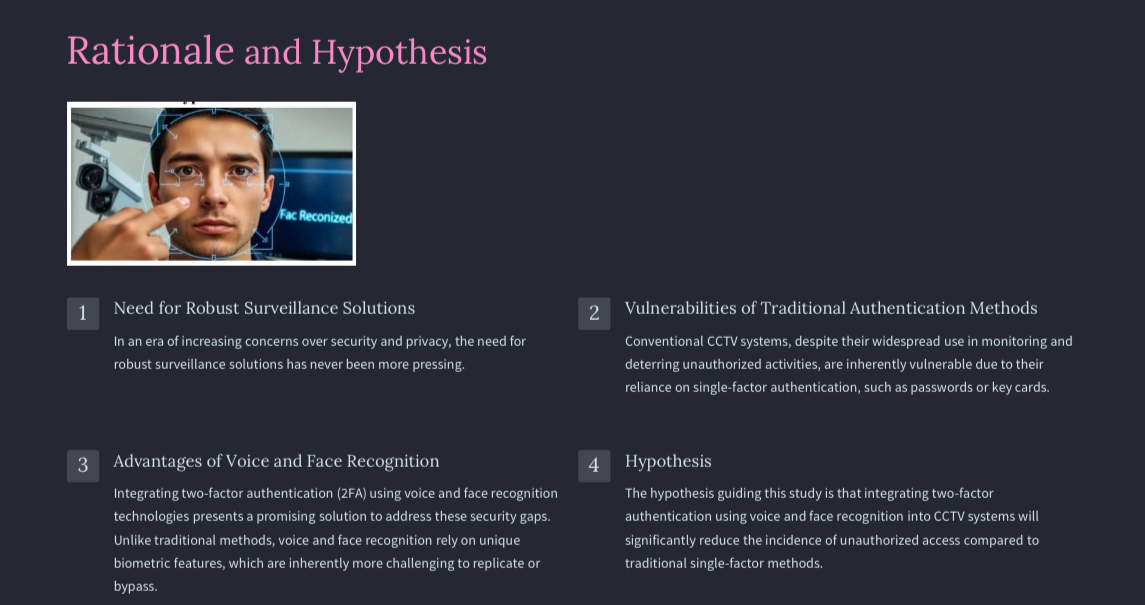 Rationale and Hypothesis
Fac Reconized
1
Need for Robust Surveillance Solutions
In an era of increasing concerns over security and privacy, the need for
robust surveillance solutions has never been more pressing.
2
Vulnerabilities of Traditional Authentication Methods
Conventional CCTV systems, despite their widespread use in monitoring and
deterring unauthorized activities, are inherently vulnerable due to their
reliance on single-factor authentication, such as passwords or key cards.
3
Advantages of Voice and Face Recognition
Integrating two-factor authentication (2FA) using voice and face recognition
technologies presents a promising solution to address these security gaps.
Unlike traditional methods, voice and face recognition rely on unique
biometric features, which are inherently more challenging to replicate or
bypass.
4
Hypothesis
The hypothesis guiding this study is that integrating two-factor
authentication using voice and face recognition into CCTV systems will
significantly reduce the incidence of unauthorized access compared to
traditional single-factor methods.